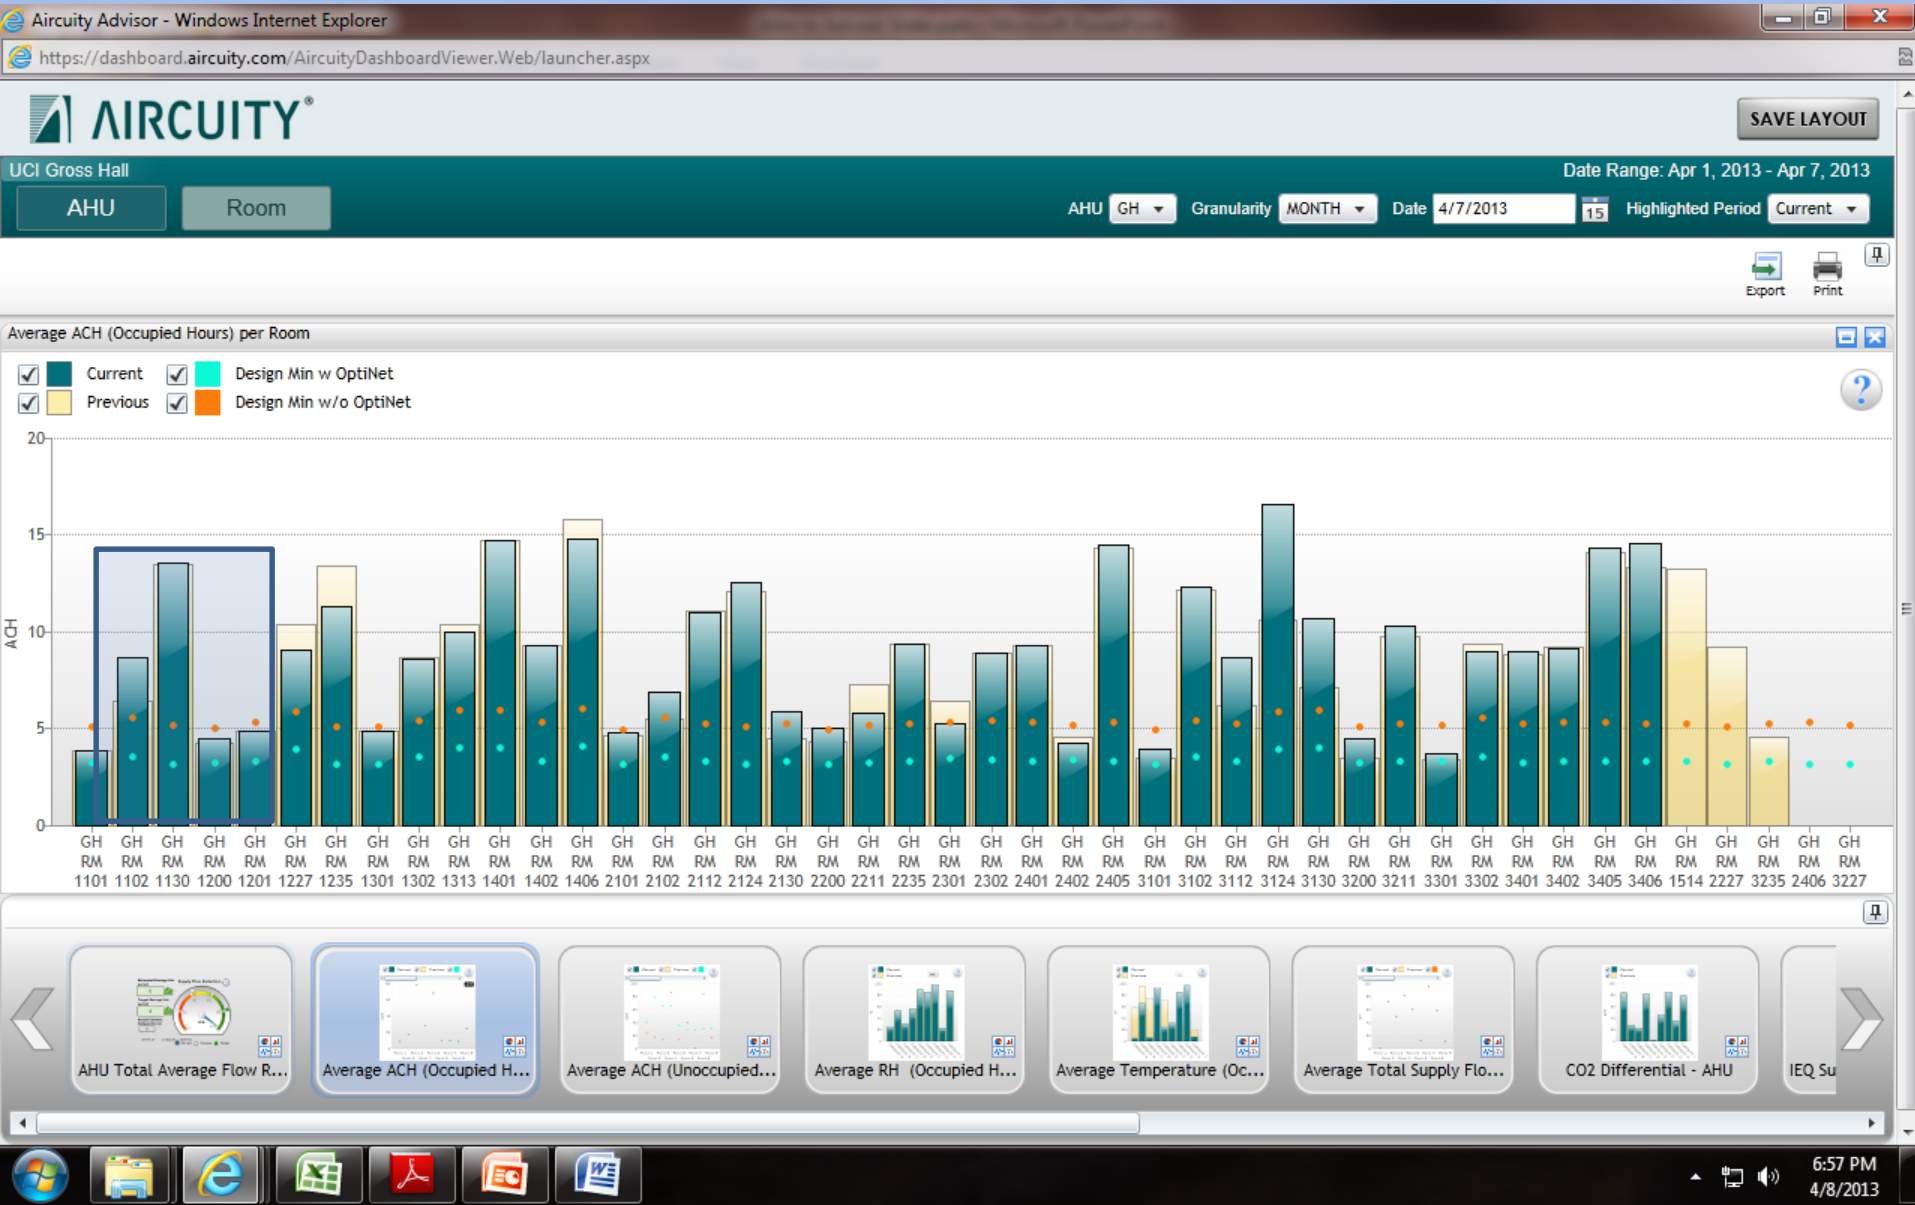 Aircuity Advisor - Windows Internet Explorer
https://dashboard.aircuity.com/AircuityDashboardViewer.Web/launcher.aspx
AIRCUITY®
SAVE LAYOUT
UCI Gross Hall
Date Range: Apr 1, 2013 - Apr 7, 2013
AHU Room AHU GH Granularity MONTH Date 4/7/2013 15 Highlighted Period Current
Export Print
Average ACH (Occupied Hours) per Room
Current Design Min w OptiNet
Previous Design Min w/o OptiNet
?
20
15
10
5
0
ACH
GH GH GH GH GH GH GH GH GH GH GH GH GH GH GH GH GH GH GH GH GH GH GH GH GH GH GH GH GH GH GH GH GH GH GH GH GH GH GH GH GH GH GH GH
RM RM RM RM RM RM RM RM RM RM RM RM RM RM RM RM RM RM RM RM RM RM RM RM RM RM RM RM RM RM RM RM RM RM RM RM RM RM RM RM RM RM RM RM
1101 1102 1130 1200 1201 1227 1235 1301 1302 1313 1401 1402 1406 2101 2102 2112 2124 2130 2200 2211 2235 2301 2302 2401 2402 2405 3101 3102 3112 3124 3130 3200 3211 3301 3302 3401 3402 3405 3406 1514 2227 3235 2406 3227
AHU Total Average Flow R... Average ACH (Occupied H... Average ACH (Unoccupied... Average RH (Occupied H... Average Temperature (Oc... Average Total Supply Flo... CO2 Differential - AHU IEQ Su
6:57 PM
4/8/2013